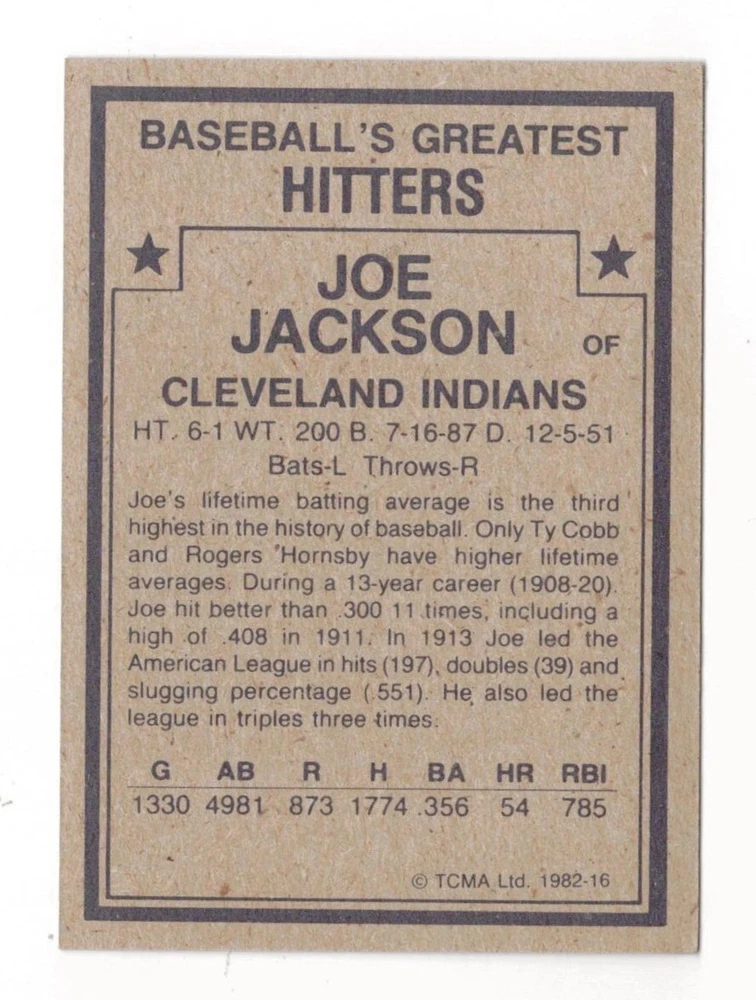 BASEBALL'S GREATEST
HITTERS
JOE
JACKSON OF
CLEVELAND INDIANS
HT. 6-1 WT. 200 B. 7-16-87 D. 12-5-51
Bats-L Throws-R
Joe's lifetime batting average is the third
highest in the history of baseball. Only Ty Cobb
and Rogers Hornsby have higher lifetime
averages. During a 13-year career (1908-20).
Joe hit better than .300 11 times, including a
high of .408 in 1911. In 1913 Joe led the
American League in hits (197), doubles (39) and
slugging percentage (.551). He also led the
league in triples three times.
G AB R H BA HR RBI
1330 4981 873 1774 .356 54 785
© TCMA Ltd. 1982-16